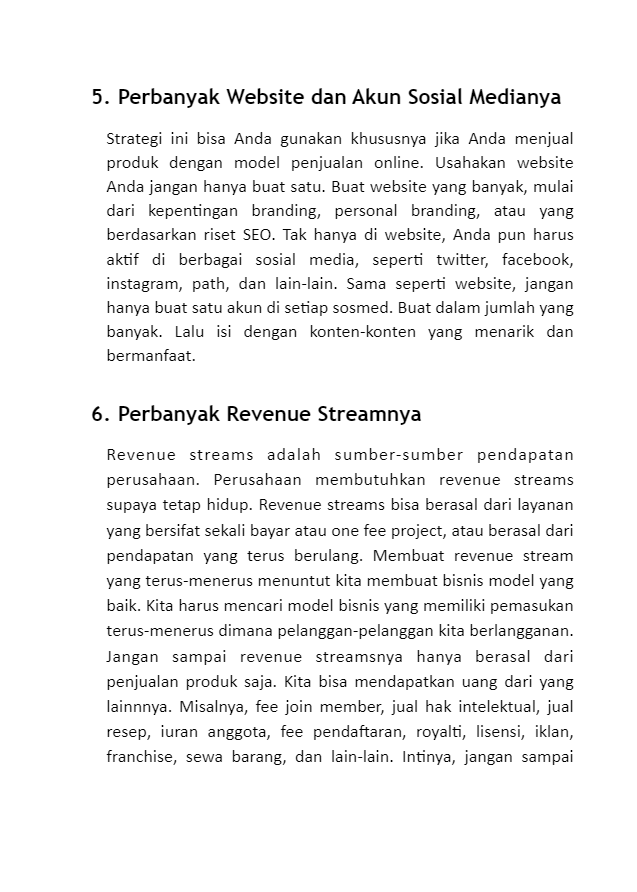 5. Perbanyak Website dan Akun Sosial Medianya
Strategi ini bisa Anda gunakan khususnya jika Anda menjual
produk dengan model penjualan online. Usahakan website
Anda jangan hanya buat satu. Buat website yang banyak, mulai
dari kepentingan branding, personal branding, atau yang
berdasarkan riset SEO. Tak hanya di website, Anda pun harus
aktif di berbagai sosial media, seperti twitter, facebook,
instagram, path, dan lain-lain. Sama seperti website, jangan
hanya buat satu akun di setiap sosmed. Buat dalam jumlah yang
banyak. Lalu isi dengan konten-konten yang menarik dan
bermanfaat.
6. Perbanyak Revenue Streamnya
Revenue streams adalah sumber-sumber pendapatan
perusahaan. Perusahaan membutuhkan revenue streams
supaya tetap hidup. Revenue streams bisa berasal dari layanan
yang bersifat sekali bayar atau one fee project, atau berasal dari
pendapatan yang terus berulang. Membuat revenue stream
yang terus-menerus menuntut kita membuat bisnis model yang
baik. Kita harus mencari model bisnis yang memiliki pemasukan
terus-menerus dimana pelanggan-pelanggan kita berlangganan.
Jangan sampai revenue streamsnya hanya berasal dari
penjualan produk saja. Kita bisa mendapatkan uang dari yang
lainnnya. Misalnya, fee join member, jual hak intelektual, jual
resep, iuran anggota, fee pendaftaran, royalti, lisensi, iklan,
franchise, sewa barang, dan lain-lain. Intinya, jangan sampai